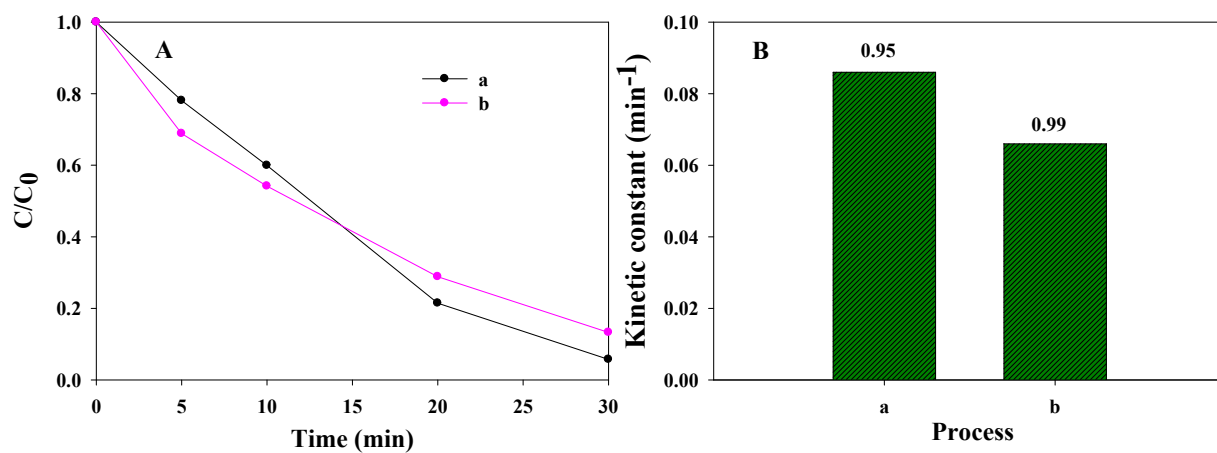 A
a
b
1.0
0.8
0.6
0.4
0.2
0.0
C/C0
0 5 10 20 30
Time (min)
B
0.95
0.99
0.10
0.08
0.06
0.04
0.02
0.00
Kinetic constant (min-1)
a b
Process